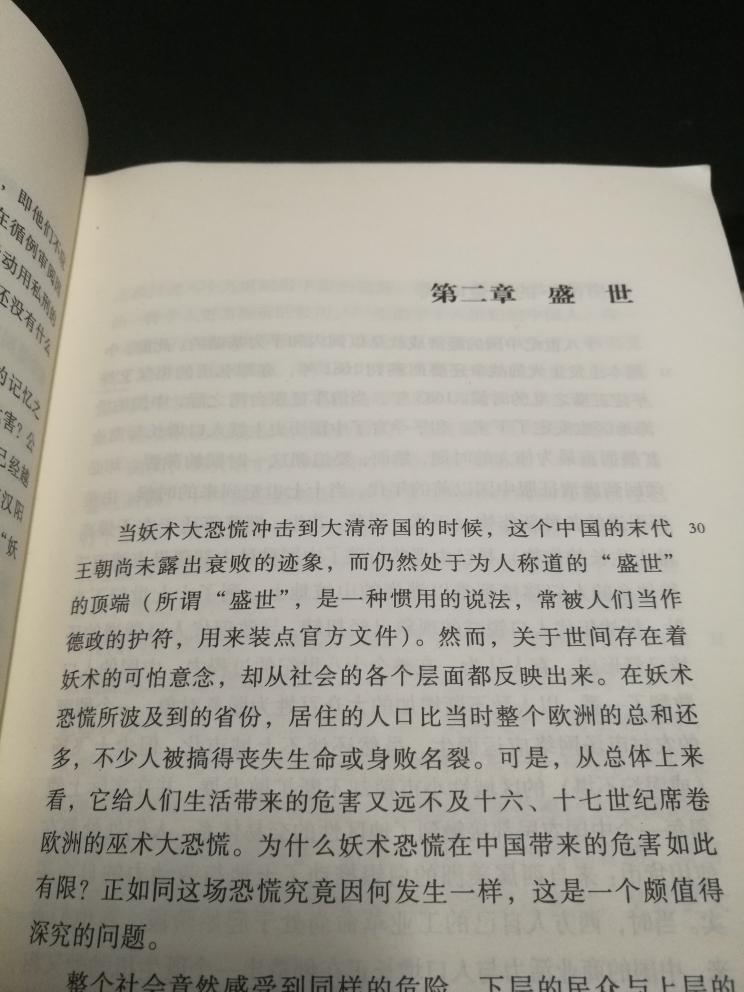 ，即他们不
在循例审
动用私刑的
还没有什么
的记忆之
害？公
已经越
汉阳
“妖
第二章 盛 世
当妖术大恐慌冲击到大清帝国的时候，这个中国的末代 30
王朝尚未露出衰败的迹象，而仍然处于为人称道的“盛世”
的顶端（所谓“盛世”，是一种惯用的说法，常被人们当作
德政的护符，用来装点官方文件）。然而，关于世间存在着
妖术的可怕意念，却从社会的各个层面都反映出来。在妖术
恐慌所波及到的省份，居住的人口比当时整个欧洲的总和还
多，不少人被搞得丧失生命或身败名裂。可是，从总体上来
看，它给人们生活带来的危害又远不及十六、十七世纪席卷
欧洲的巫术大恐慌。为什么妖术恐慌在中国带来的危害如此
有限？正如同这场恐慌究竟因何发生一样，这是一个颇值得
深究的问题。
整个社会竟然感受到同样的危险，下层的民众与上层的